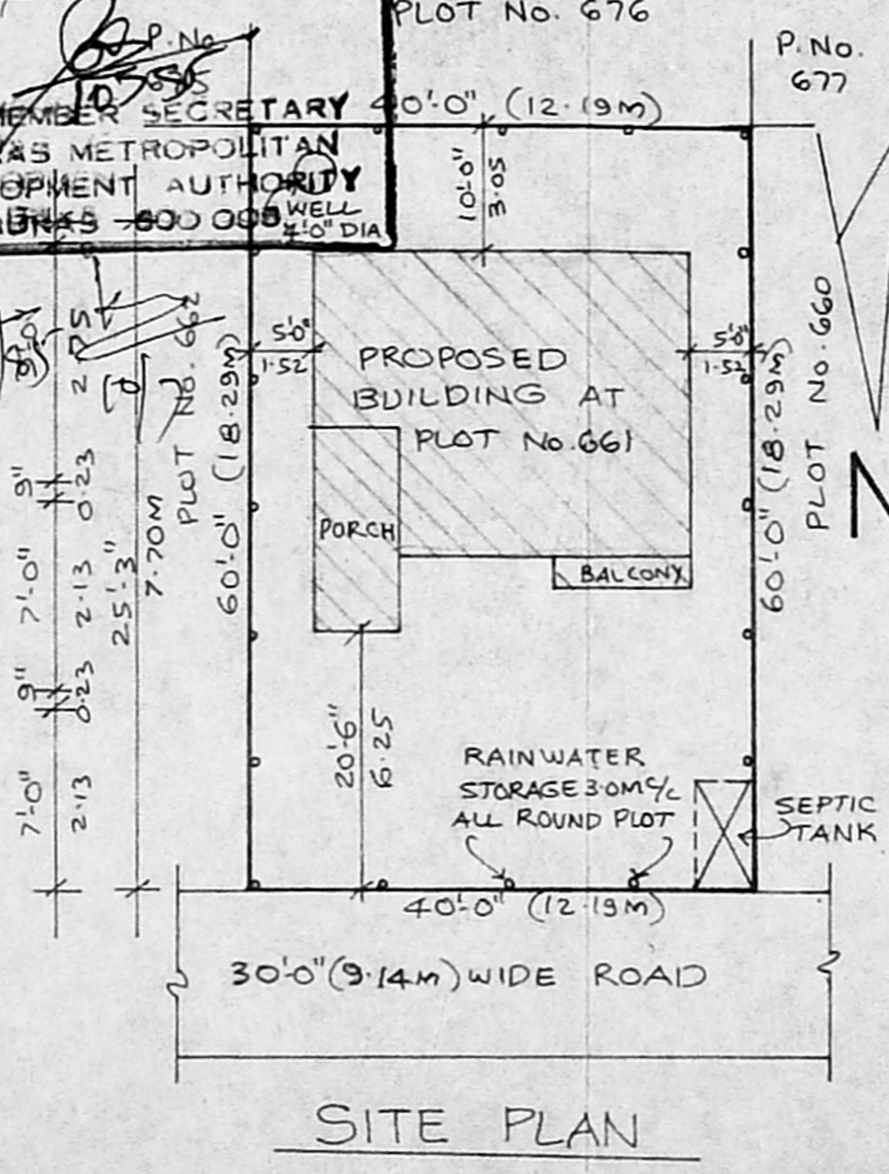 PLOT No. 676
P. No
P. No.
677
MEMBER SECRETARY
AS METROPOLITAN
OPMENT AUTHORITY
600 008
40'-0" (12.19M)
10'-0"
3.05
WELL
4'-0" DIA
5'-0"
1.52
PROPOSED
BUILDING AT
PLOT No. 661
5'-0"
1.52
PLOT No. 662
60'-0" (18.29M)
60'-0" (18.29M)
PLOT No. 660
N
PORCH
BALCONY
9"
0.23
7'-0"
2.13
9"
0.23
7'-0"
2.13
25'-3"
7.70M
20'-6"
6.25
RAINWATER
STORAGE 3.0M C/C
ALL ROUND PLOT
SEPTIC
TANK
40'-0" (12.19M)
30'-0" (9.14M) WIDE ROAD
SITE PLAN